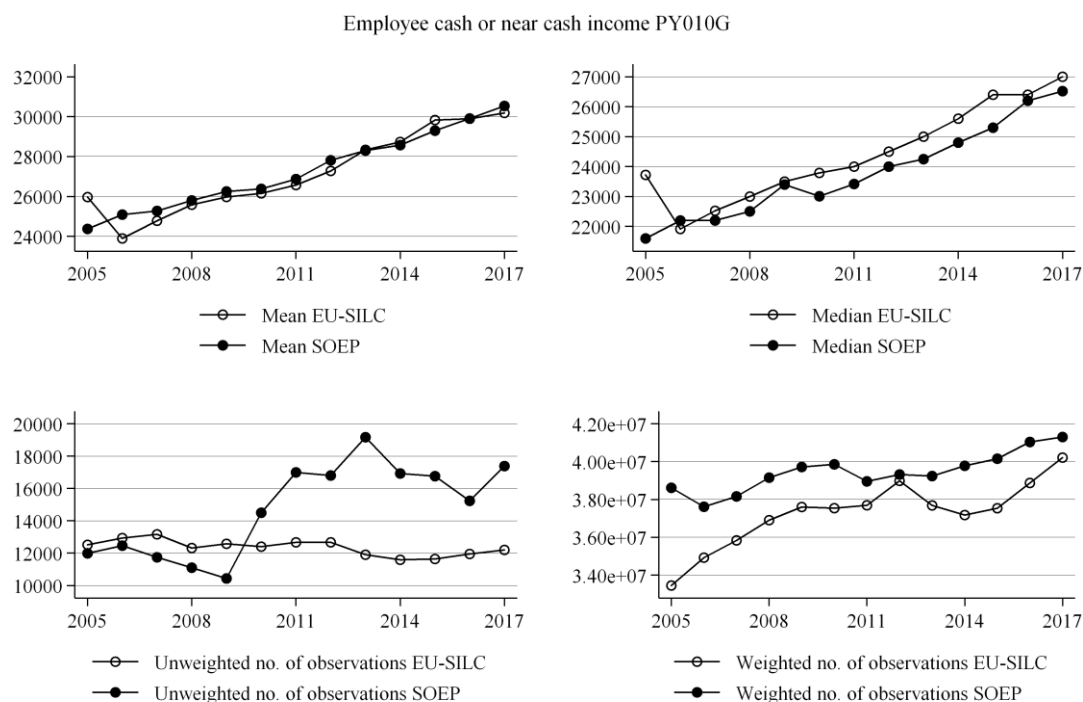 Employee cash or near cash income PY010G
32000
30000
28000
26000
24000
2005 2008 2011 2014 2017
Mean EU-SILC
Mean SOEP
27000
26000
25000
24000
23000
22000
2005 2008 2011 2014 2017
Median EU-SILC
Median SOEP
20000
18000
16000
14000
12000
10000
2005 2008 2011 2014 2017
Unweighted no. of observations EU-SILC
Unweighted no. of observations SOEP
4.20e+07
4.00e+07
3.80e+07
3.60e+07
3.40e+07
2005 2008 2011 2014 2017
Weighted no. of observations EU-SILC
Weighted no. of observations SOEP